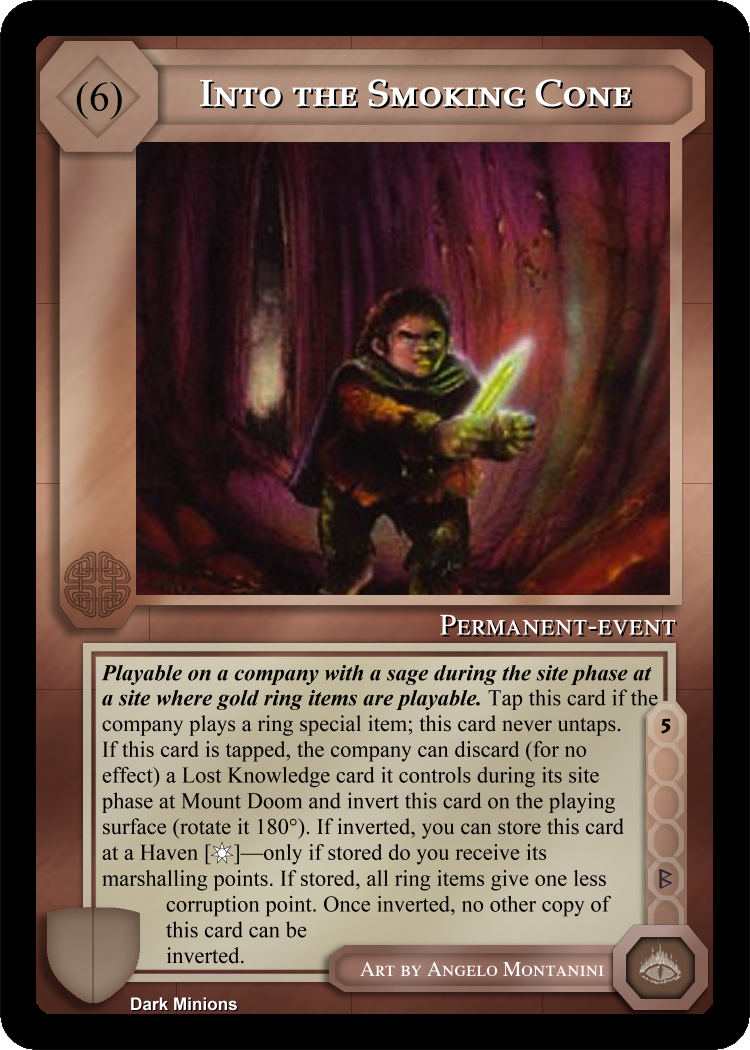 (6)
Into the Smoking Cone
Permanent-event
Playable on a company with a sage during the site phase at
a site where gold ring items are playable. Tap this card if the
company plays a ring special item; this card never untaps.
If this card is tapped, the company can discard (for no
effect) a Lost Knowledge card it controls during its site
phase at Mount Doom and invert this card on the playing
surface (rotate it 180°). If inverted, you can store this card
at a Haven [☼]—only if stored do you receive its
marshalling points. If stored, all ring items give one less
corruption point. Once inverted, no other copy of
this card can be
inverted.
5
ᛒ
Art by Angelo Montanini
Dark Minions